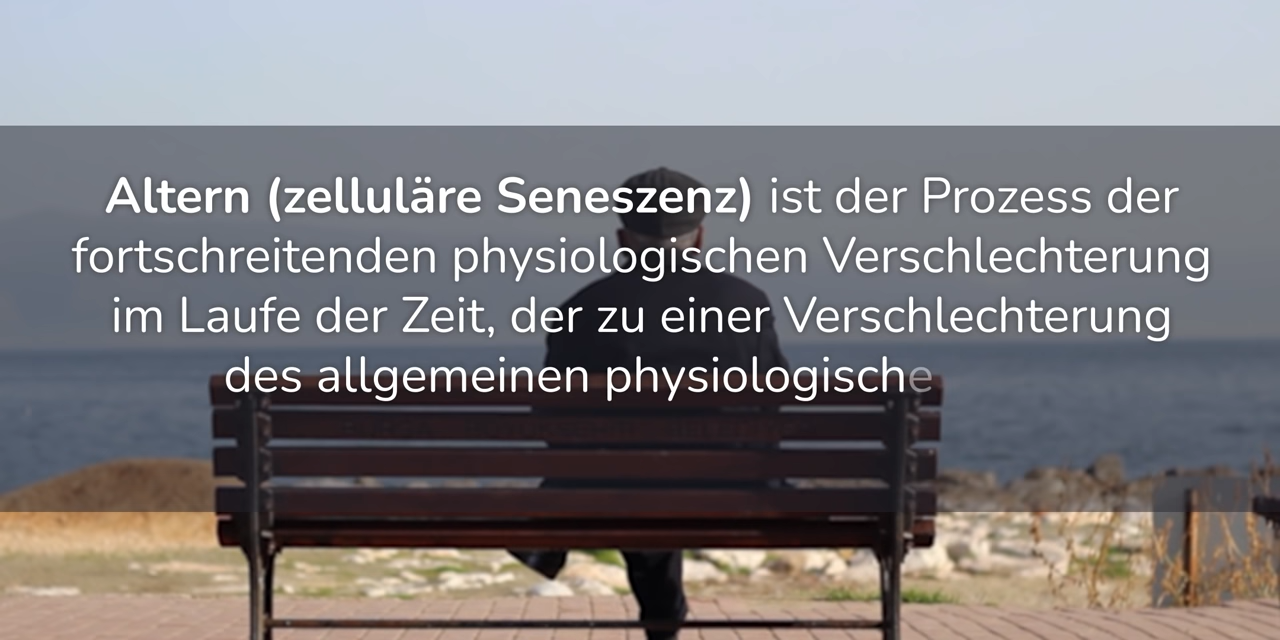 Altern (zelluläre Seneszenz) ist der Prozess der
fortschreitenden physiologischen Verschlechterung
im Laufe der Zeit, der zu einer Verschlechterung
des allgemeinen physiologische